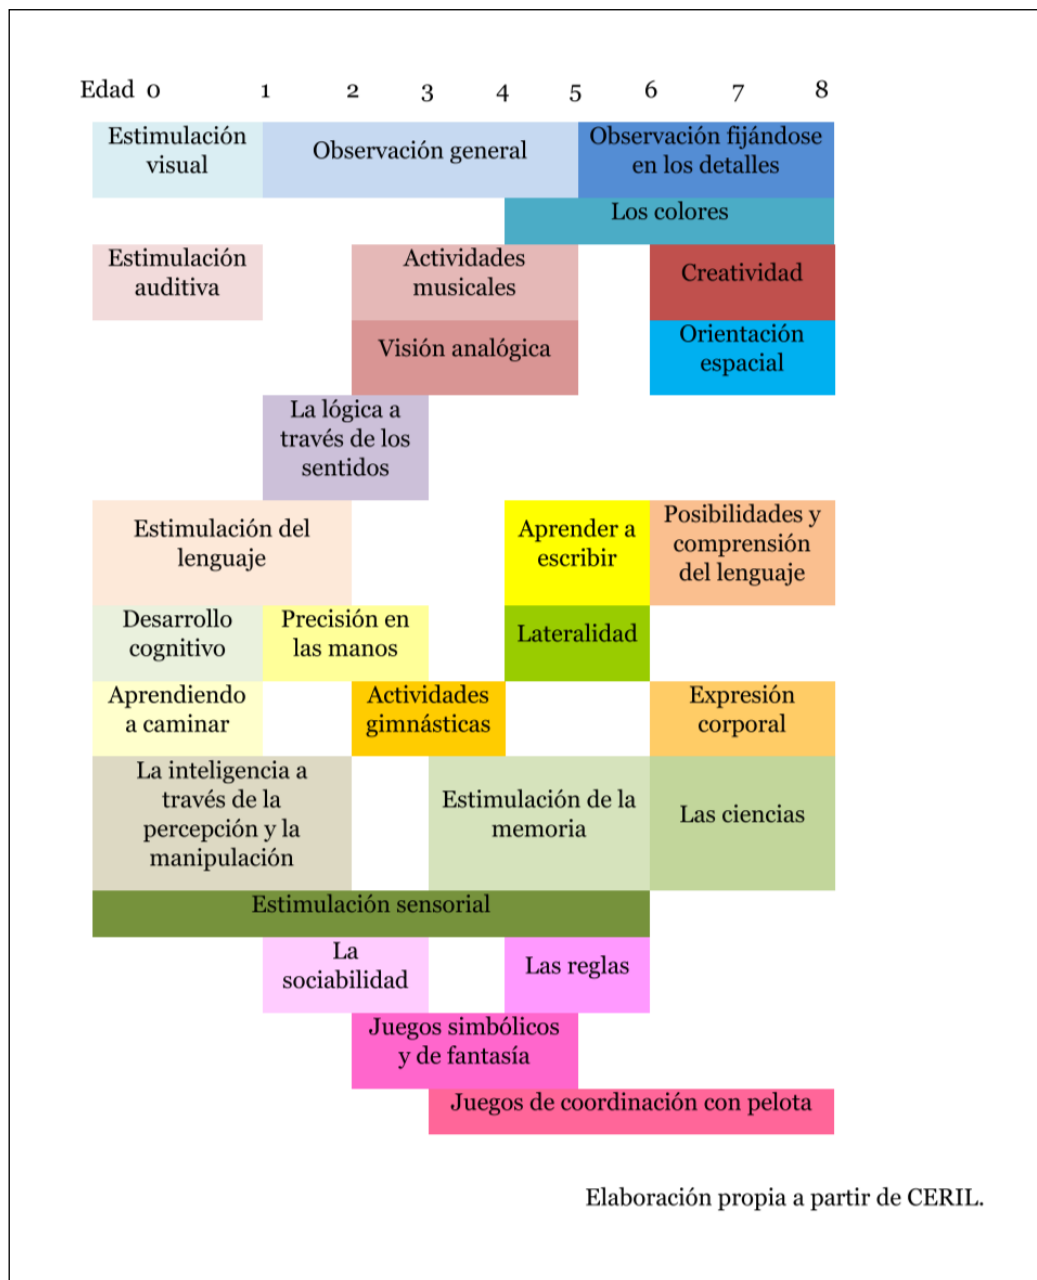 Edad 0 1 2 3 4 5 6 7 8
Estimulación
visual
Observación general
Observación fijándose
en los detalles
Los colores
Estimulación
auditiva
Actividades
musicales
Creatividad
Visión analógica
Orientación
espacial
La lógica a
través de los
sentidos
Estimulación del
lenguaje
Aprender a
escribir
Posibilidades y
comprensión
del lenguaje
Desarrollo
cognitivo
Precisión en
las manos
Lateralidad
Aprendiendo
a caminar
Actividades
gimnásticas
Expresión
corporal
La inteligencia a
través de la
percepción y la
manipulación
Estimulación de la
memoria
Las ciencias
Estimulación sensorial
La
sociabilidad
Las reglas
Juegos simbólicos
y de fantasía
Juegos de coordinación con pelota
Elaboración propia a partir de CERIL.